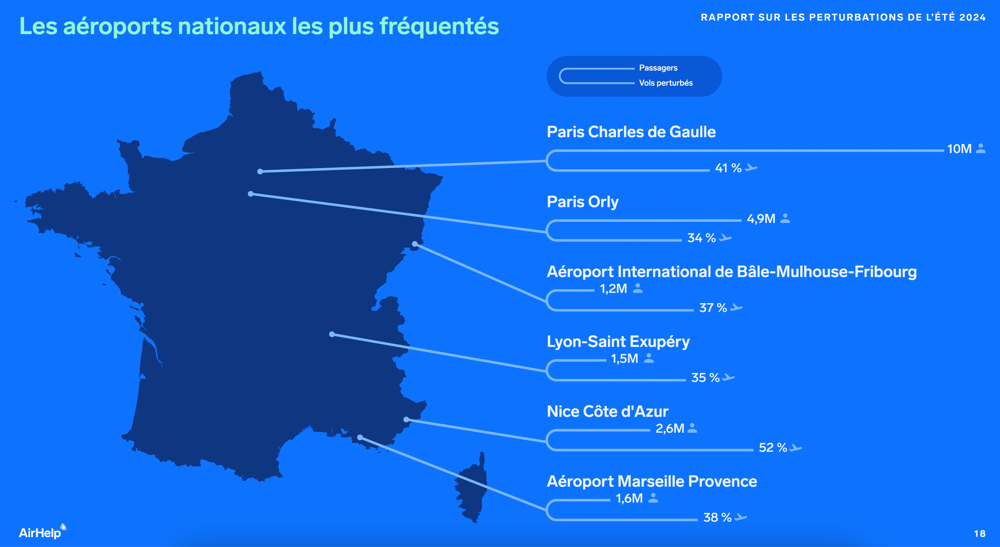 Les aéroports nationaux les plus fréquentés
RAPPORT SUR LES PERTURBATIONS DE L’ÉTÉ 2024
Passagers
Vols perturbés
Paris Charles de Gaulle
10M
41 %
Paris Orly
4,9M
34 %
Aéroport International de Bâle-Mulhouse-Fribourg
1,2M
37 %
Lyon-Saint Exupéry
1,5M
35 %
Nice Côte d'Azur
2,6M
52 %
Aéroport Marseille Provence
1,6M
38 %
AirHelp
18